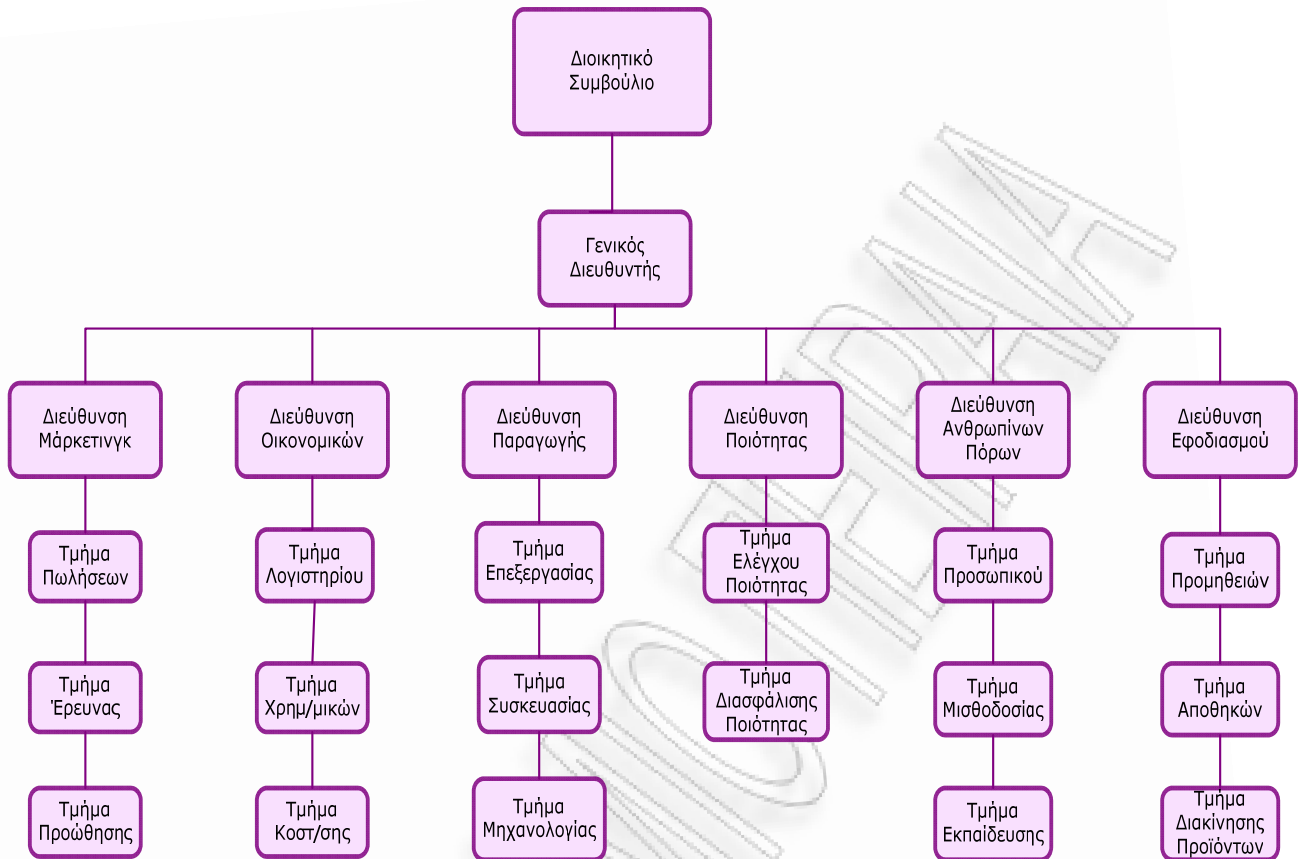 Διοικητικό
Συμβούλιο
Γενικός
Διευθυντής
Διεύθυνση
Μάρκετινγκ
Διεύθυνση
Οικονομικών
Διεύθυνση
Παραγωγής
Διεύθυνση
Ποιότητας
Διεύθυνση
Ανθρωπίνων
Πόρων
Διεύθυνση
Εφοδιασμού
Τμήμα
Πωλήσεων
Τμήμα
Λογιστηρίου
Τμήμα
Επεξεργασίας
Τμήμα
Ελέγχου
Ποιότητας
Τμήμα
Προσωπικού
Τμήμα
Προμηθειών
Τμήμα
Έρευνας
Τμήμα
Χρημ/μικών
Τμήμα
Συσκευασίας
Τμήμα
Διασφάλισης
Ποιότητας
Τμήμα
Μισθοδοσίας
Τμήμα
Αποθηκών
Τμήμα
Προώθησης
Τμήμα
Κοστ/σης
Τμήμα
Μηχανολογίας
Τμήμα
Εκπαίδευσης
Τμήμα
Διακίνησης
Προϊόντων